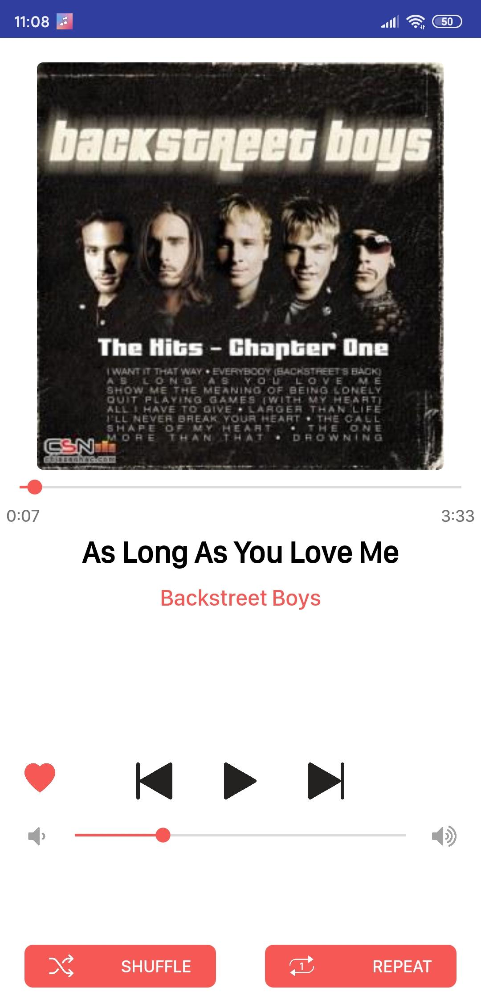 11:08
50
backstreet boys
The Hits - Chapter One
I WANT IT THAT WAY • EVERYBODY (BACKSTREET'S BACK)
AS LONG AS YOU LOVE ME
SHOW ME THE MEANING OF BEING LONELY
QUIT PLAYING GAMES (WITH MY HEART)
ALL I HAVE TO GIVE • LARGER THAN LIFE
I'LL NEVER BREAK YOUR HEART • THE CALL
SHAPE OF MY HEART • THE ONE
MORE THAN THAT • DROWNING
CSN
chiasenhac.com
0:07 3:33
As Long As You Love Me
Backstreet Boys
SHUFFLE 1 REPEAT